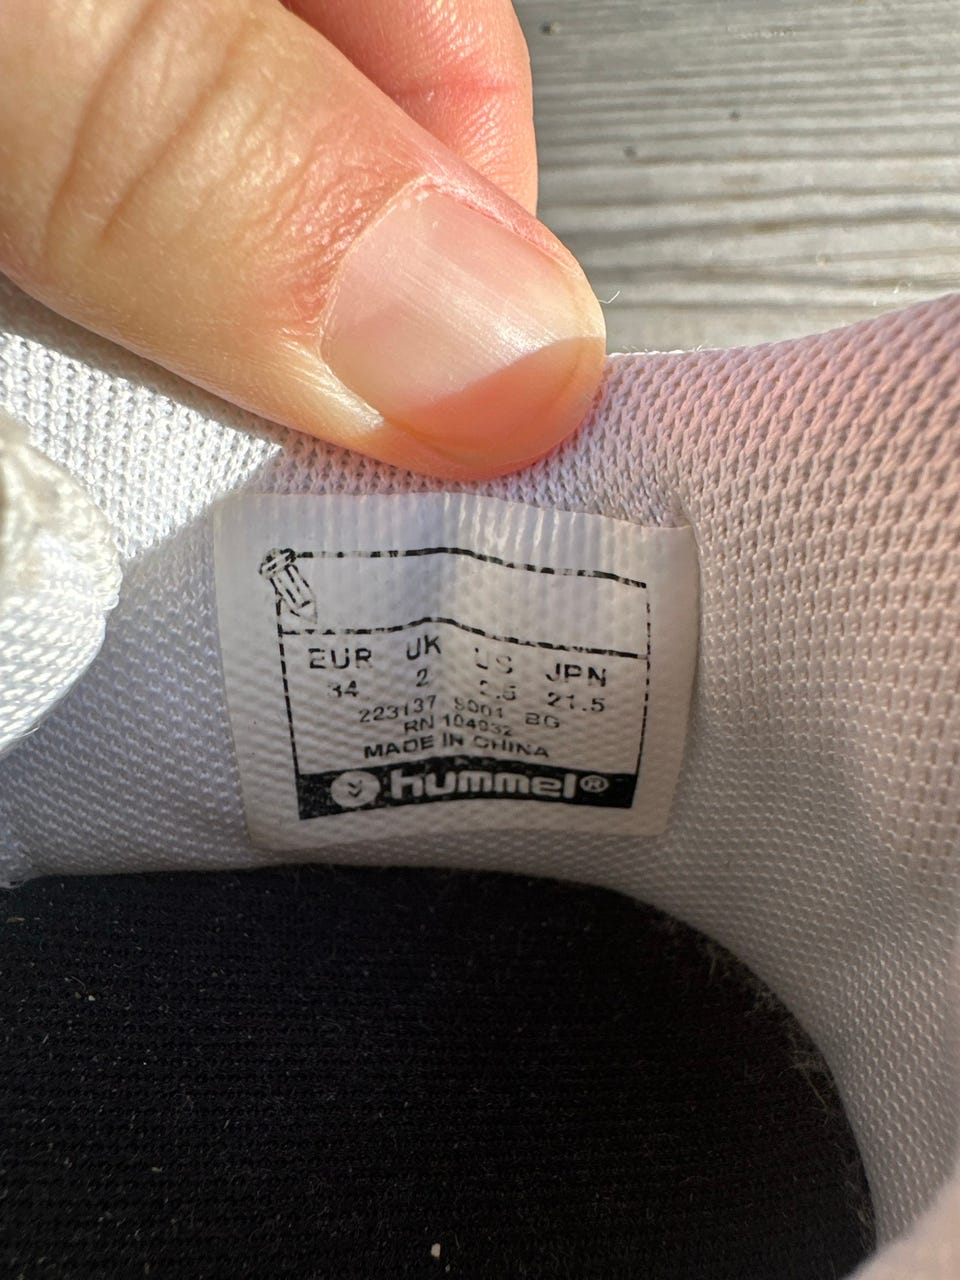 EUR UK US JPN
34 2 2.5 21.5
223137 9001 BG
RN 104932
MADE IN CHINA
hummel®